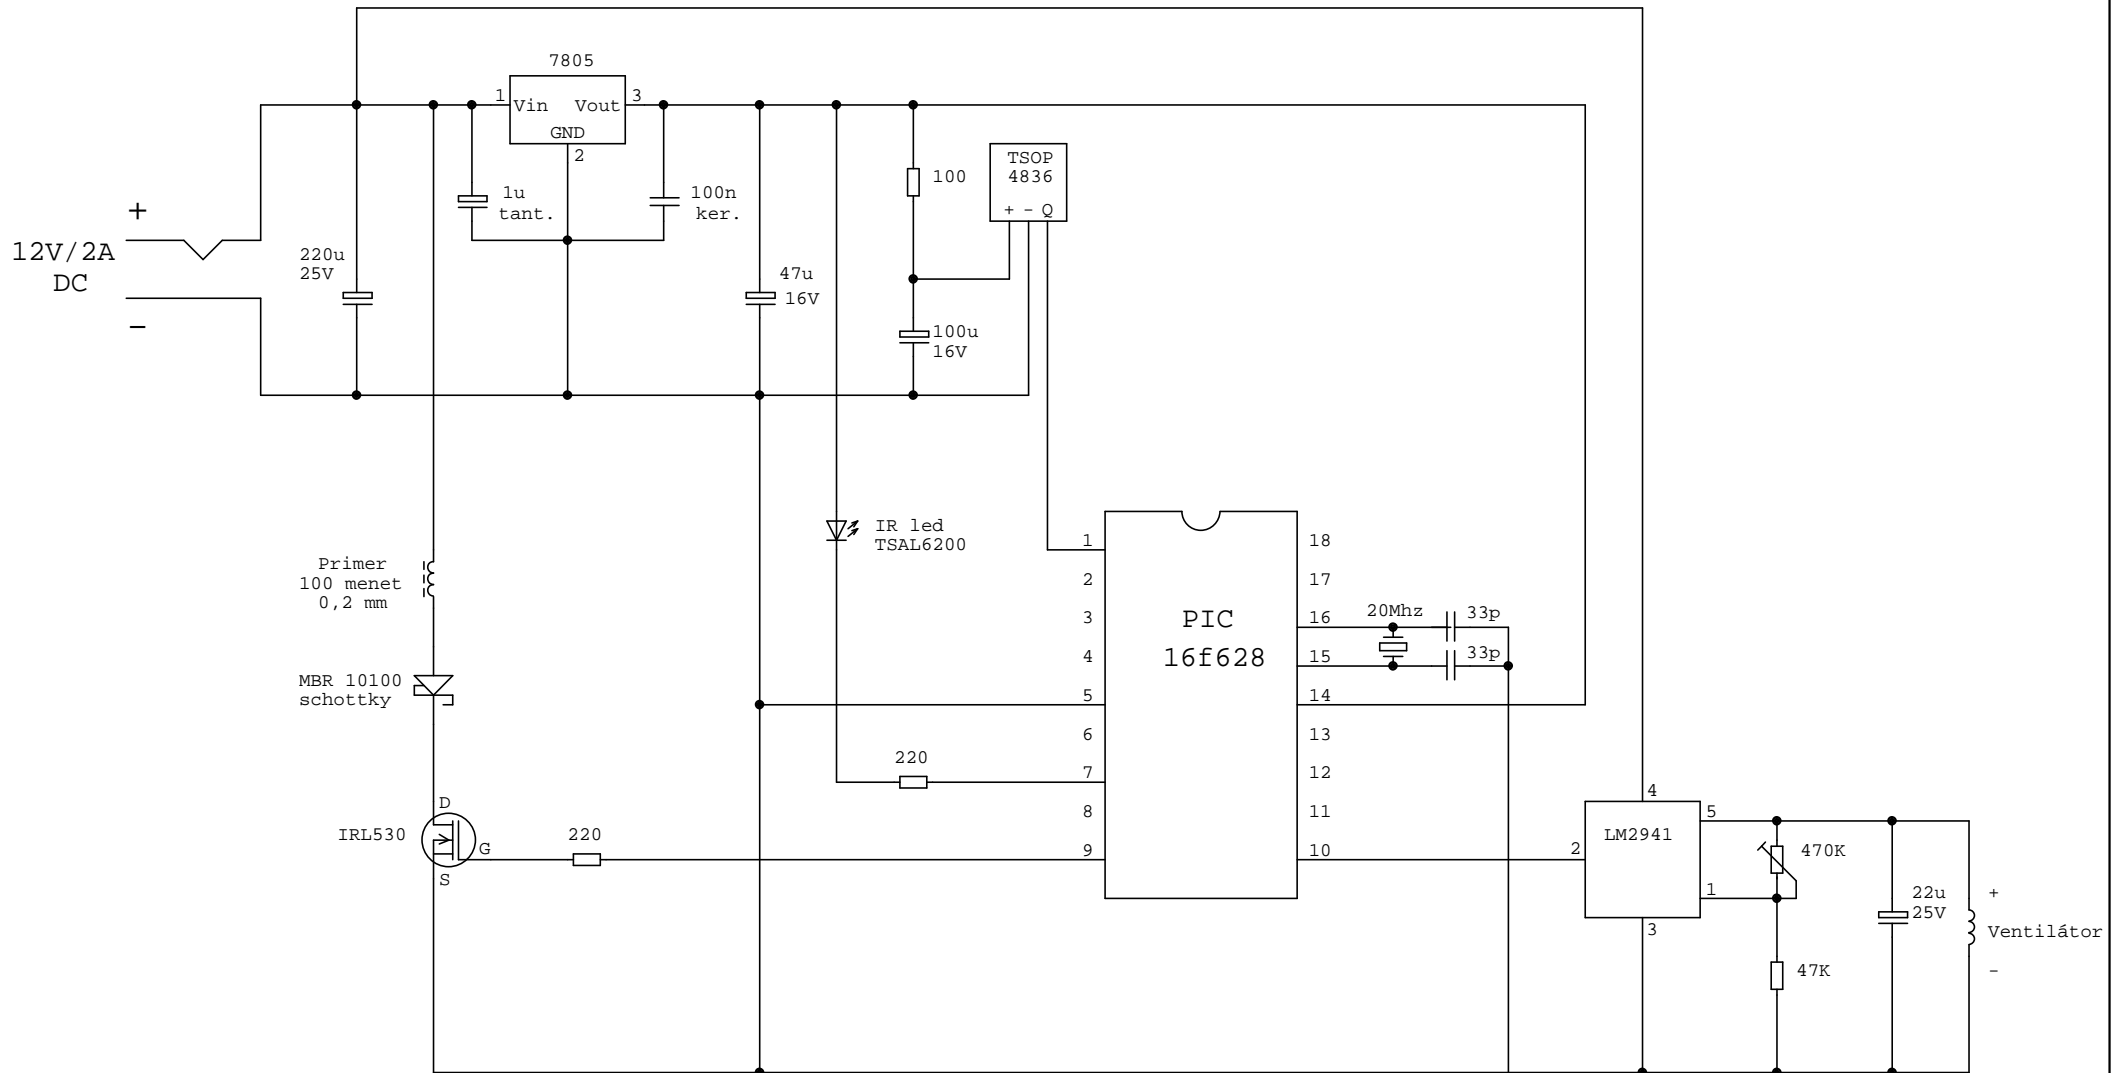 7805
1 Vin Vout 3
GND
2
1u
tant.
100n
ker.
100
TSOP
4836
+ - Q
+
12V/2A
DC
-
220u
25V
47u
16V
100u
16V
IR led
TSAL6200
Primer
100 menet
0,2 mm
MBR 10100
schottky
D
IRL530
G
S
220
220
1
2
3
4
5
6
7
8
9
PIC
16f628
18
17
16
15
14
13
12
11
10
20Mhz
33p
33p
4
5
LM2941
2
1
3
470K
47K
22u
25V
+
Ventilátor
-